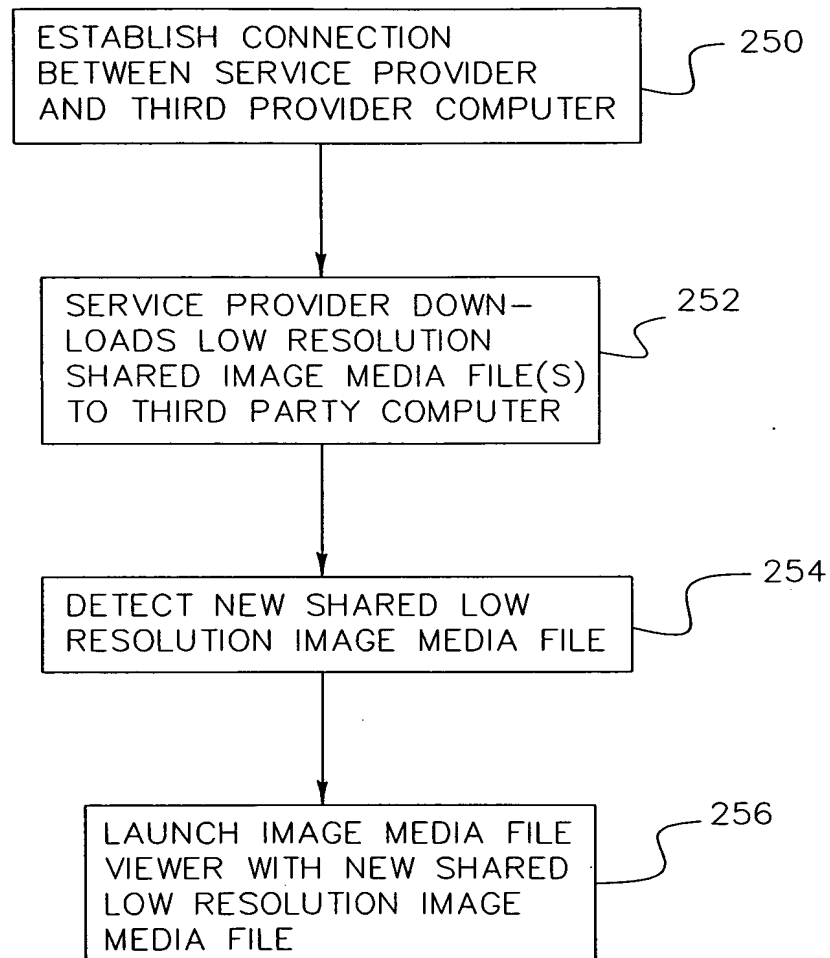 ESTABLISH CONNECTION
BETWEEN SERVICE PROVIDER
AND THIRD PROVIDER COMPUTER
250
SERVICE PROVIDER DOWN-
LOADS LOW RESOLUTION
SHARED IMAGE MEDIA FILE(S)
TO THIRD PARTY COMPUTER
252
DETECT NEW SHARED LOW
RESOLUTION IMAGE MEDIA FILE
254
LAUNCH IMAGE MEDIA FILE
VIEWER WITH NEW SHARED
LOW RESOLUTION IMAGE
MEDIA FILE
256